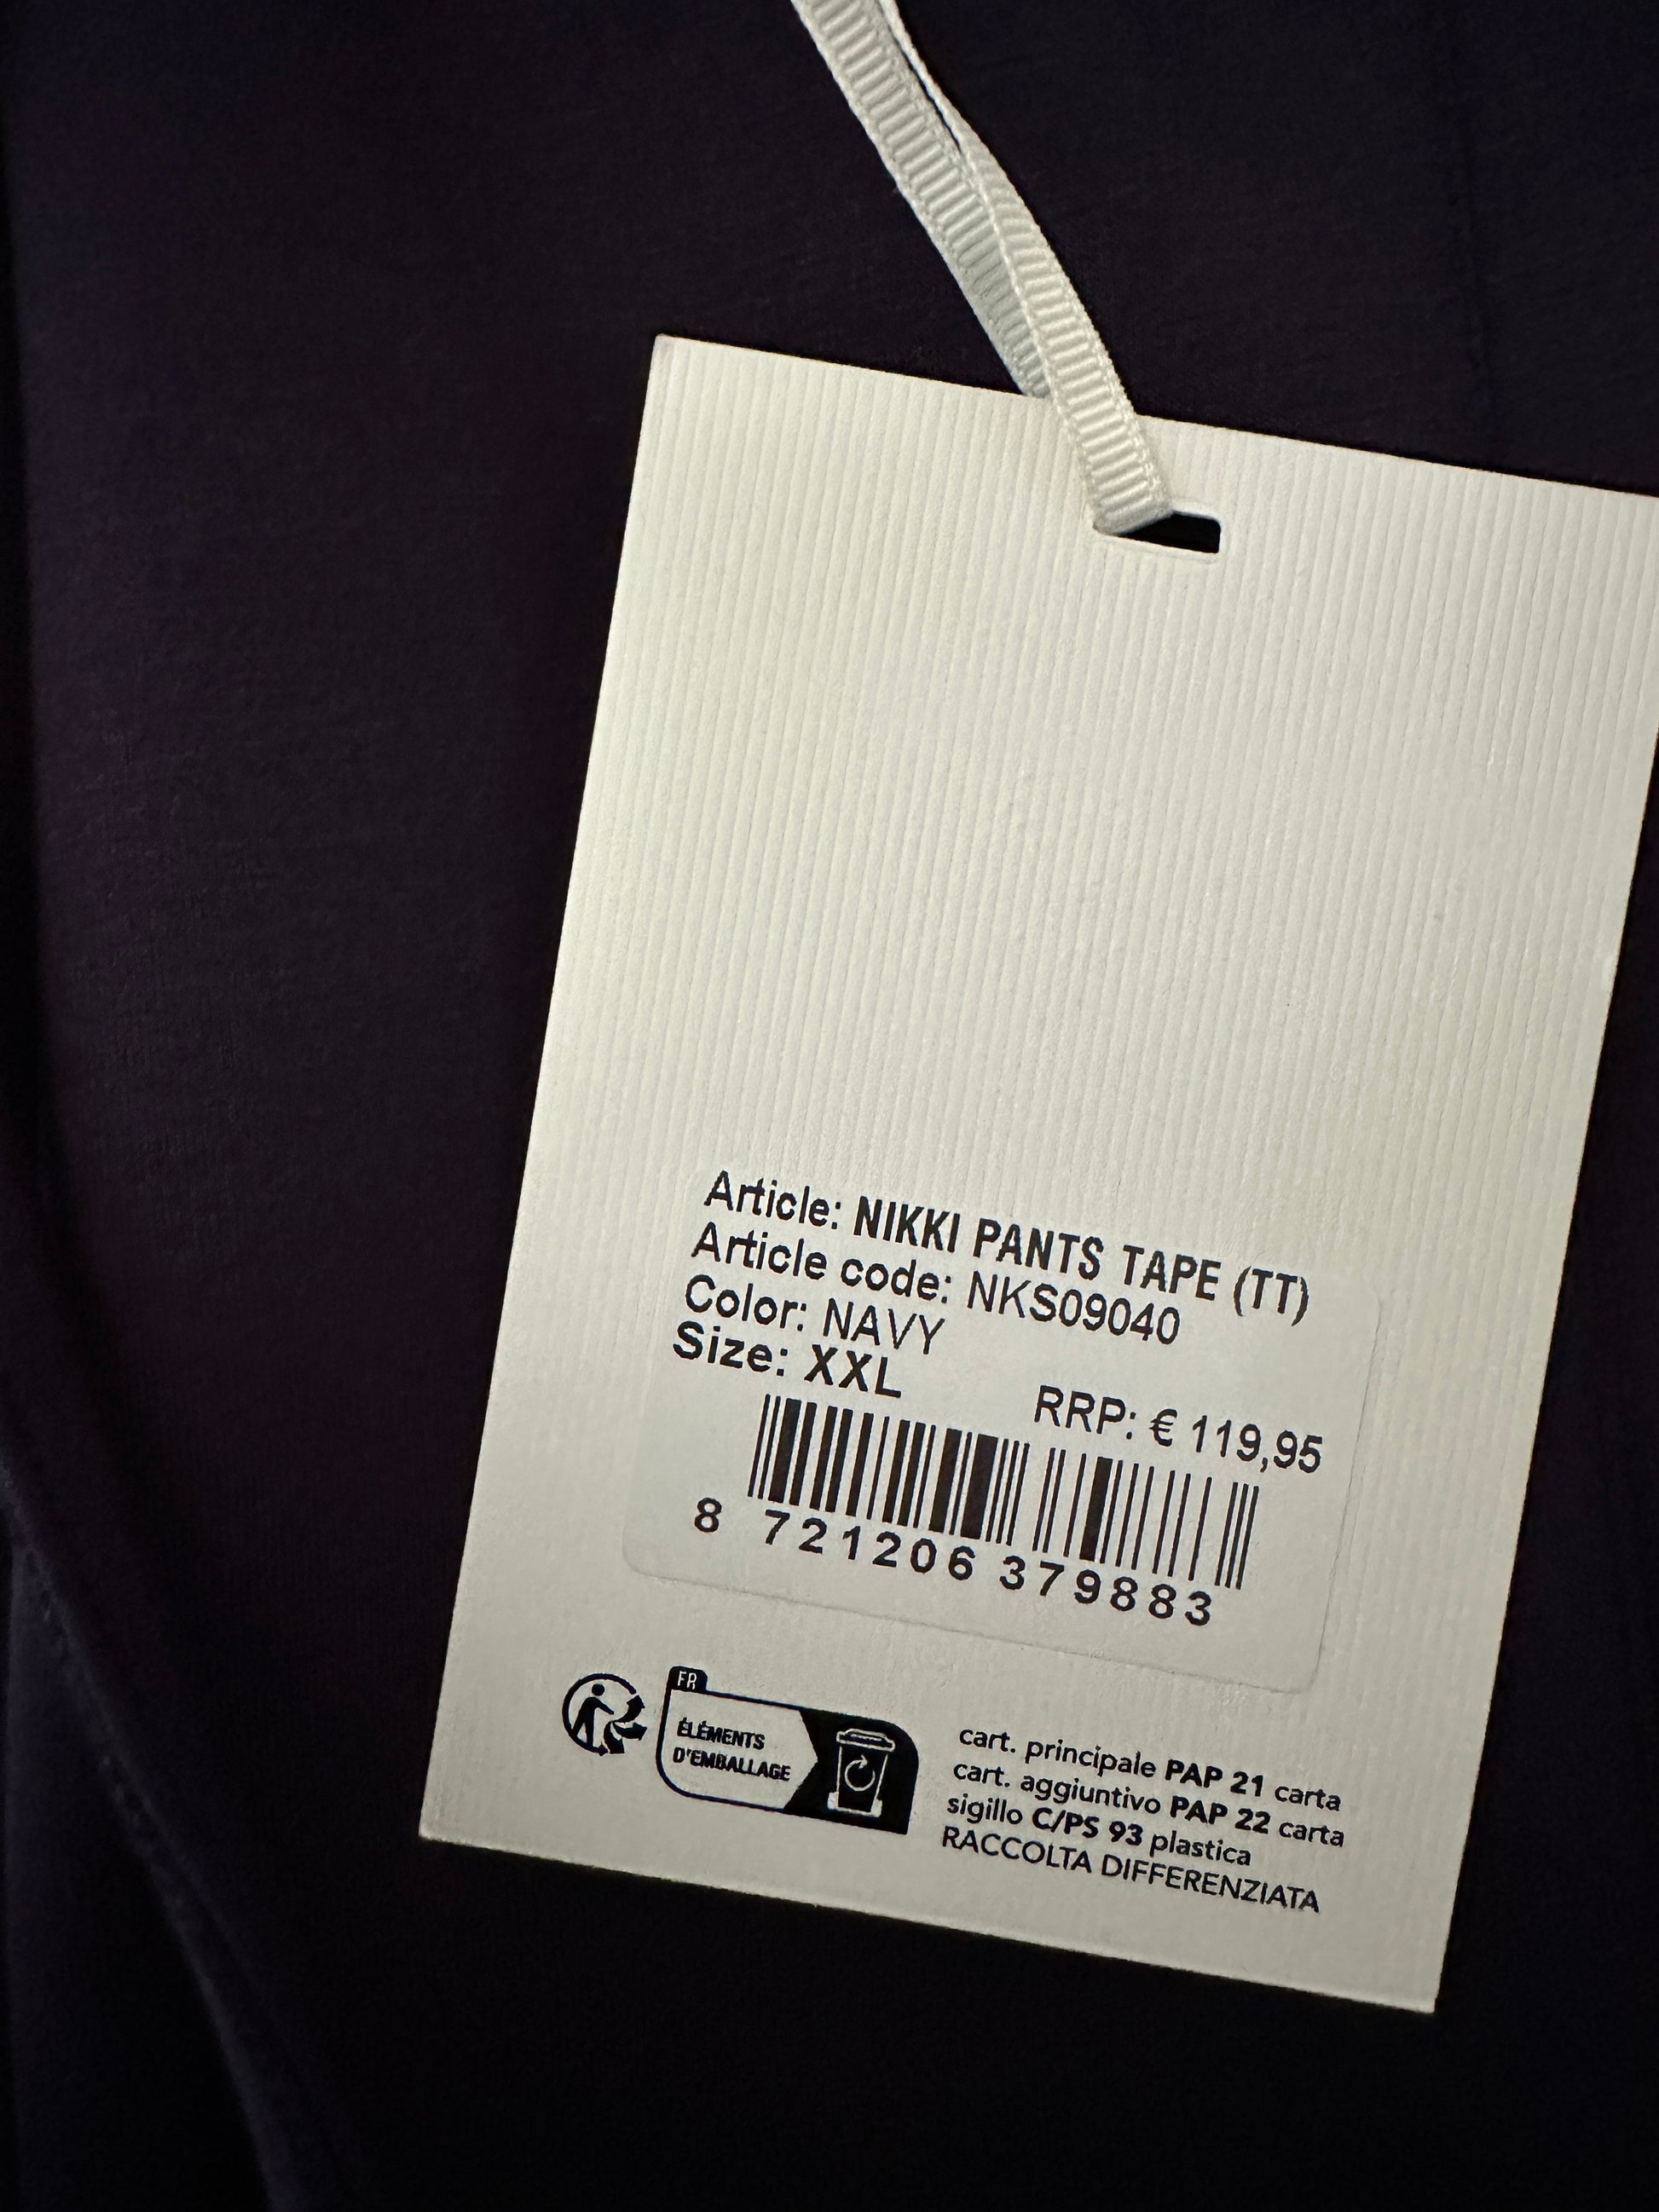 Article: NIKKI PANTS TAPE (TT)
Article code: NKS09040
Color: NAVY
Size: XXL
RRP: € 119,95
8 721206 379883
FR
ÉLÉMENTS
D'EMBALLAGE
cart. principale PAP 21 carta
cart. aggiuntivo PAP 22 carta
sigillo C/PS 93 plastica
RACCOLTA DIFFERENZIATA